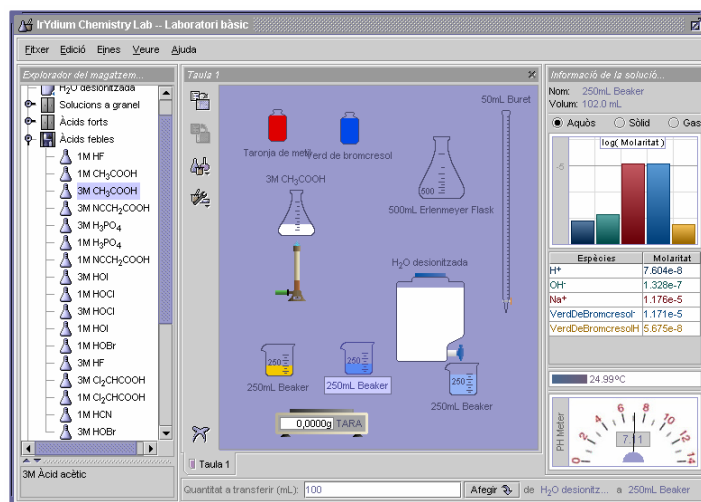 IrYdium Chemistry Lab -- Laboratori bàsic
Fitxer Edició Eines Veure Ajuda
Explorador del magatzem...
H₂O desionitzada
Solucions a granel
Àcids forts
Àcids febles
1M HF
1M CH₃COOH
3M CH₃COOH
3M NCCH₂COOH
3M H₃PO₄
1M H₃PO₄
1M NCCH₂COOH
3M HOI
1M HOCl
3M HOCl
1M HOI
1M HOBr
3M HF
3M Cl₂CHCOOH
1M Cl₂CHCOOH
1M HCN
3M HOBr
3M Àcid acètic
Taula 1
50mL Buret
Taronja de metil
Verd de bromcresol
3M CH₃COOH
500
500mL Erlenmeyer Flask
H₂O desionitzada
250
250mL Beaker
250
250mL Beaker
250
250mL Beaker
0,0000g TARA
Taula 1
Quantitat a transferir (mL): 100 Afegir de H₂O desionitz... a 250mL Beaker
Informació de la solució...
Nom: 250mL Beaker
Volum: 102.0 mL
Aquòs Sòlid Gas
log( Molaritat )
-5
Espècies Molaritat
H⁺ 7.604e-8
OH⁻ 1.328e-7
Na⁺ 1.176e-5
VerdDeBromcresol⁻ 1.171e-5
VerdDeBromcresolH 5.675e-8
24.99ºC
PH Meter
0 2 4 6 8 10 12 14
7.11